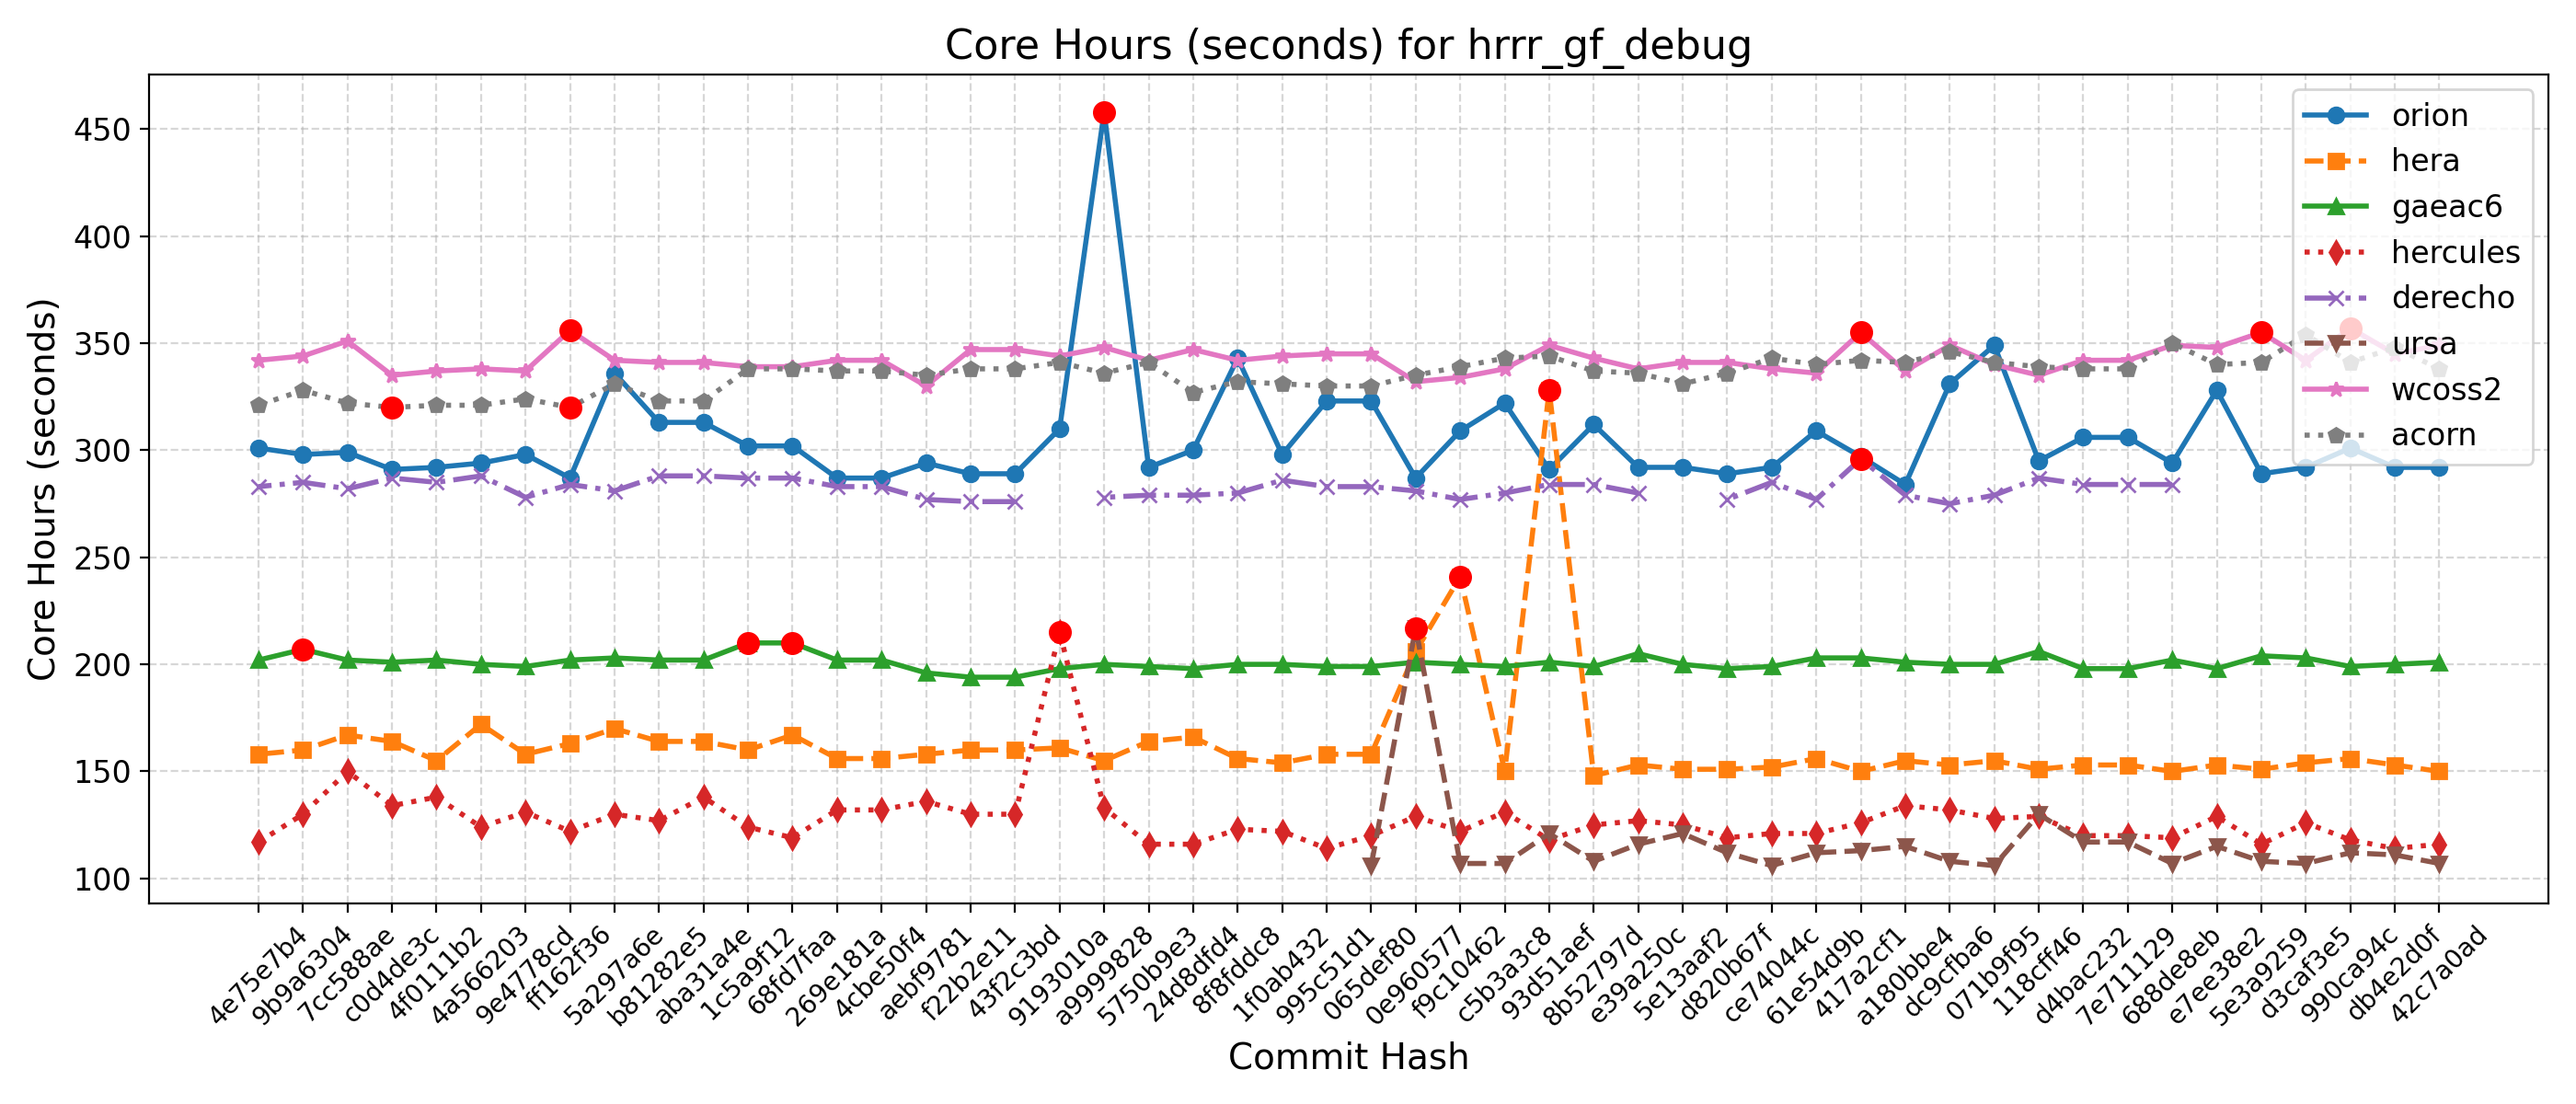 Core Hours (seconds) for hrrr_gf_debug
Core Hours (seconds)
450
400
350
300
250
200
150
100
orion
hera
gaeac6
hercules
derecho
ursa
wcoss2
acorn
4e75e7b4
9b9a6304
7cc588ae
c0d4de3c
4f0111b2
4a566203
9e4778cd
ff162f36
5a297a6e
b81282e5
aba31a4e
1c5a9f12
68fd7faa
269e181a
4cbe50f4
aebf9781
f22b2e11
43f2c3bd
9193010a
a9999828
5750b9e3
24d8dfd4
8f8fddc8
1f0ab432
995c51d1
065def80
0e960577
f9c10462
c5b3a3c8
93d51aef
8b52797d
e39a250c
5e13aaf2
d820b67f
ce74044c
61e54d9b
417a2cf1
a180bbe4
dc9cfba6
071b9f95
118cff46
d4bac232
7e711129
688de8eb
e7ee38e2
5e3a9259
d3caf3e5
990ca94c
db4e2d0f
42c7a0ad
Commit Hash